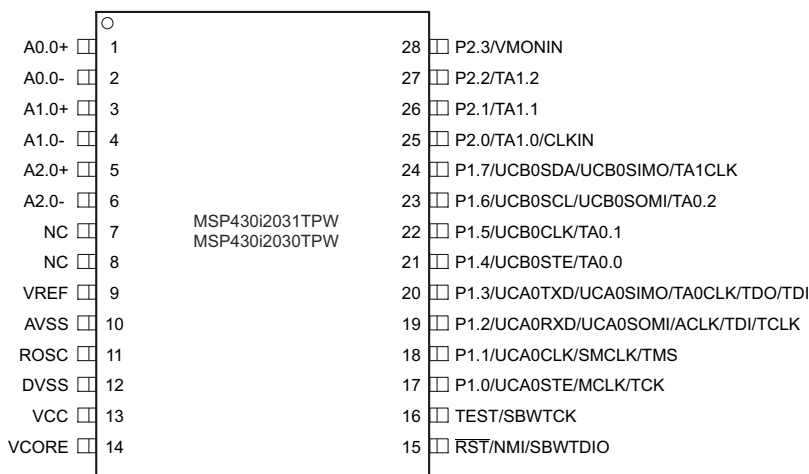 A0.0+ 1 28 P2.3/VMONIN
A0.0- 2 27 P2.2/TA1.2
A1.0+ 3 26 P2.1/TA1.1
A1.0- 4 25 P2.0/TA1.0/CLKIN
A2.0+ 5 24 P1.7/UCB0SDA/UCB0SIMO/TA1CLK
A2.0- 6 23 P1.6/UCB0SCL/UCB0SOMI/TA0.2
MSP430i2031TPW
NC 7 22 P1.5/UCB0CLK/TA0.1
MSP430i2030TPW
NC 8 21 P1.4/UCB0STE/TA0.0
VREF 9 20 P1.3/UCA0TXD/UCA0SIMO/TA0CLK/TDO/TDI
AVSS 10 19 P1.2/UCA0RXD/UCA0SOMI/ACLK/TDI/TCLK
ROSC 11 18 P1.1/UCA0CLK/SMCLK/TMS
DVSS 12 17 P1.0/UCA0STE/MCLK/TCK
VCC 13 16 TEST/SBWTCK
VCORE 14 15 RST/NMI/SBWTDIO